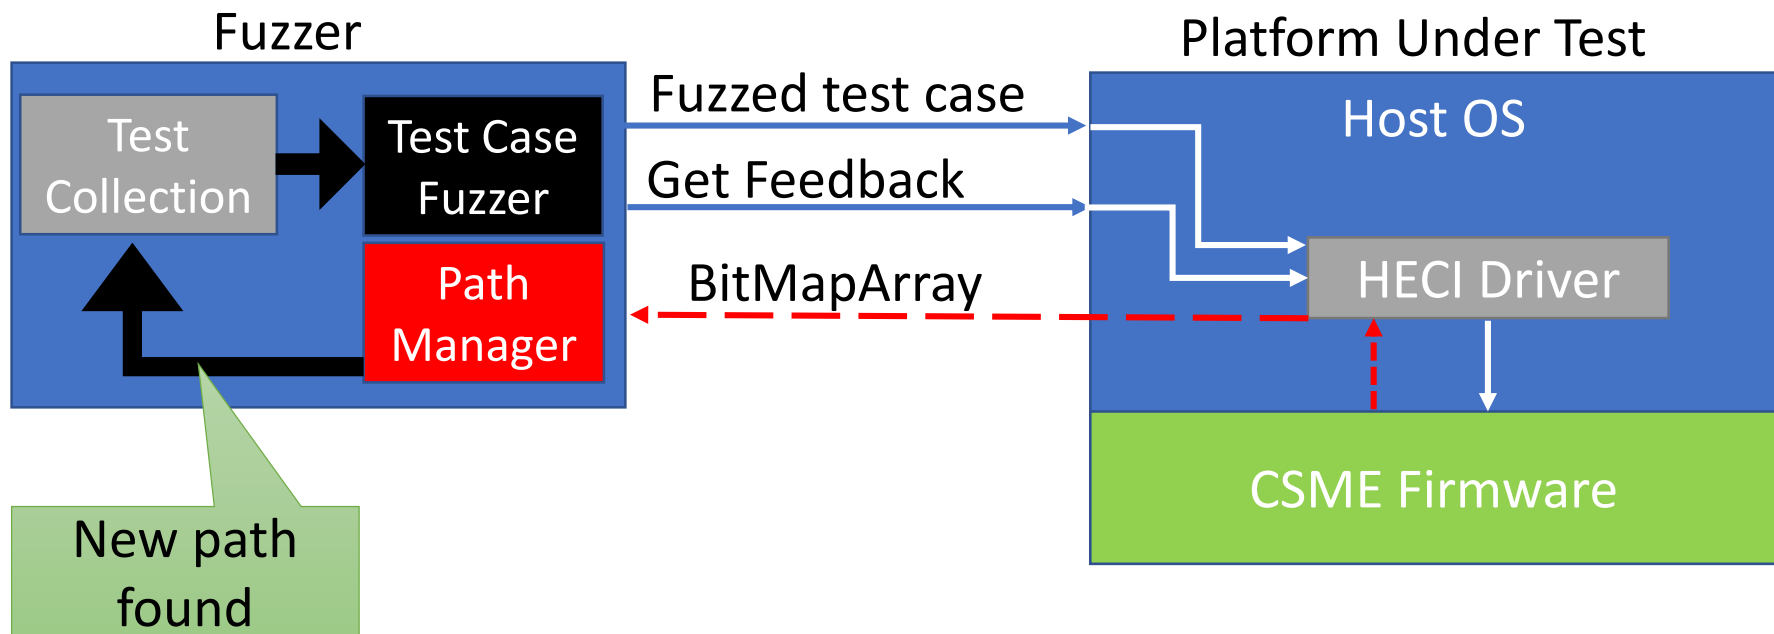 Fuzzer
Test
Collection
Test Case
Fuzzer
Path
Manager
New path
found
Fuzzed test case
Get Feedback
BitMapArray
Platform Under Test
Host OS
HECI Driver
CSME Firmware